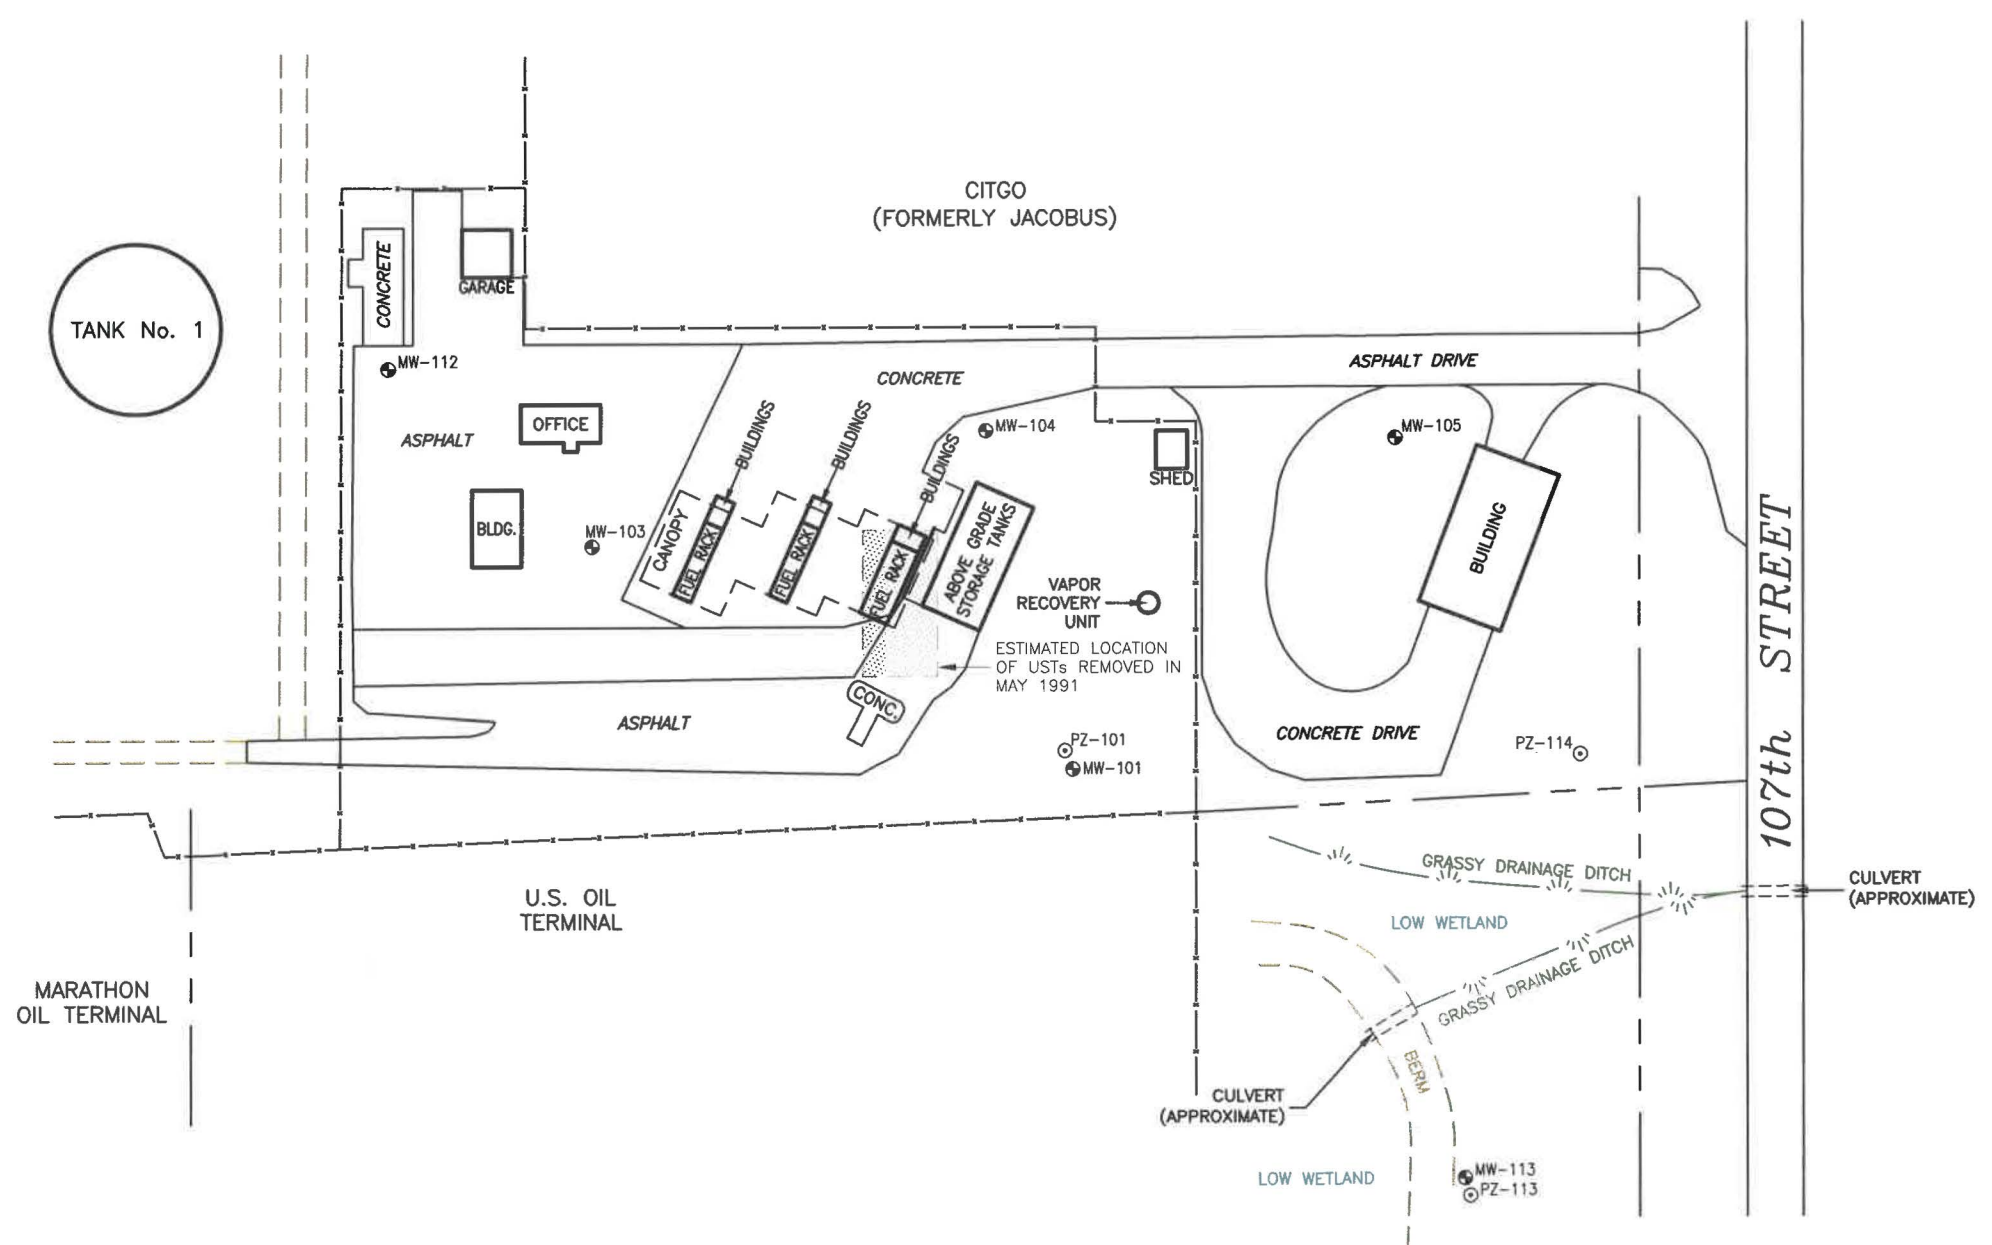 CITGO
(FORMERLY JACOBUS)
TANK No. 1
CONCRETE
GARAGE
MW-112
ASPHALT
OFFICE
BLDG.
MW-103
CONCRETE
BUILDINGS
BUILDINGS
BUILDINGS
CANOPY
FUEL RACK
FUEL RACK
FUEL RACK
ABOVE GRADE
STORAGE TANKS
MW-104
SHED
ASPHALT DRIVE
MW-105
BUILDING
VAPOR
RECOVERY
UNIT
ESTIMATED LOCATION
OF USTs REMOVED IN
MAY 1991
CONC.
ASPHALT
PZ-101
MW-101
CONCRETE DRIVE
PZ-114
107th STREET
GRASSY DRAINAGE DITCH
CULVERT
(APPROXIMATE)
LOW WETLAND
GRASSY DRAINAGE DITCH
U.S. OIL
TERMINAL
MARATHON
OIL TERMINAL
BERM
CULVERT
(APPROXIMATE)
LOW WETLAND
MW-113
PZ-113